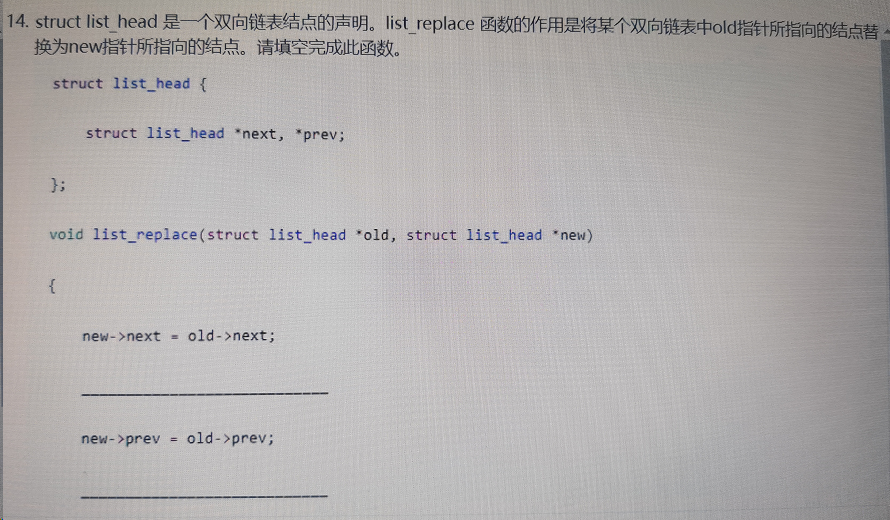 14. struct list_head 是一个双向链表结点的声明。list_replace 函数的作用是将某个双向链表中old指针所指向的结点替
换为new指针所指向的结点。请填空完成此函数。
struct list_head {
struct list_head *next, *prev;
};
void list_replace(struct list_head *old, struct list_head *new)
{
new->next = old->next;
new->prev = old->prev;